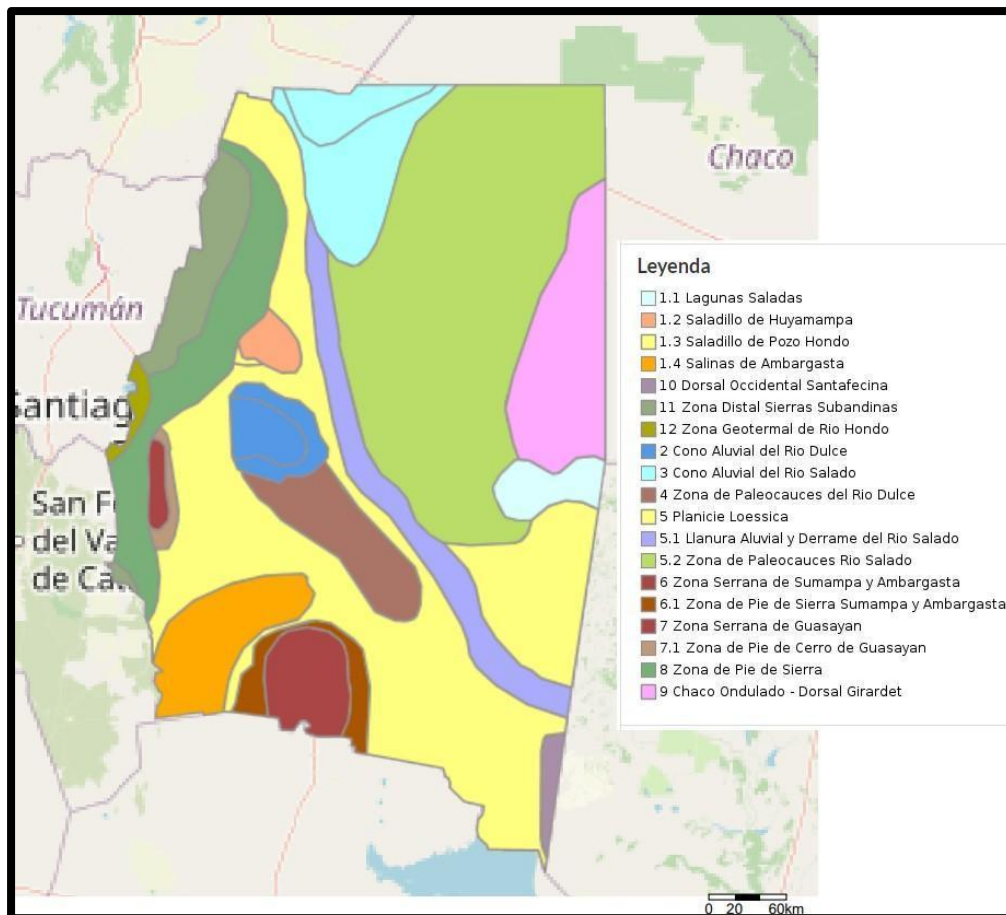 Chaco
Tucumán
Santiag
San F
del Va
de Ca
Leyenda
1.1 Lagunas Saladas
1.2 Saladillo de Huyamampa
1.3 Saladillo de Pozo Hondo
1.4 Salinas de Ambargasta
10 Dorsal Occidental Santafecina
11 Zona Distal Sierras Subandinas
12 Zona Geotermal de Rio Hondo
2 Cono Aluvial del Rio Dulce
3 Cono Aluvial del Rio Salado
4 Zona de Paleocauces del Rio Dulce
5 Planicie Loessica
5.1 Llanura Aluvial y Derrame del Rio Salado
5.2 Zona de Paleocauces Rio Salado
6 Zona Serrana de Sumampa y Ambargasta
6.1 Zona de Pie de Sierra Sumampa y Ambargasta
7 Zona Serrana de Guasayan
7.1 Zona de Pie de Cerro de Guasayan
8 Zona de Pie de Sierra
9 Chaco Ondulado - Dorsal Girardet
0 20 60km